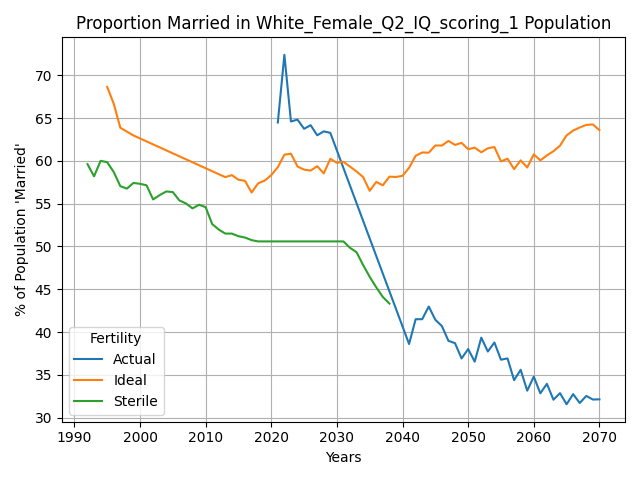 Proportion Married in White_Female_Q2_IQ_scoring_1 Population
% of Population 'Married'
70
65
60
55
50
45
40
35
30
Fertility
Actual
Ideal
Sterile
1990 2000 2010 2020 2030 2040 2050 2060 2070
Years